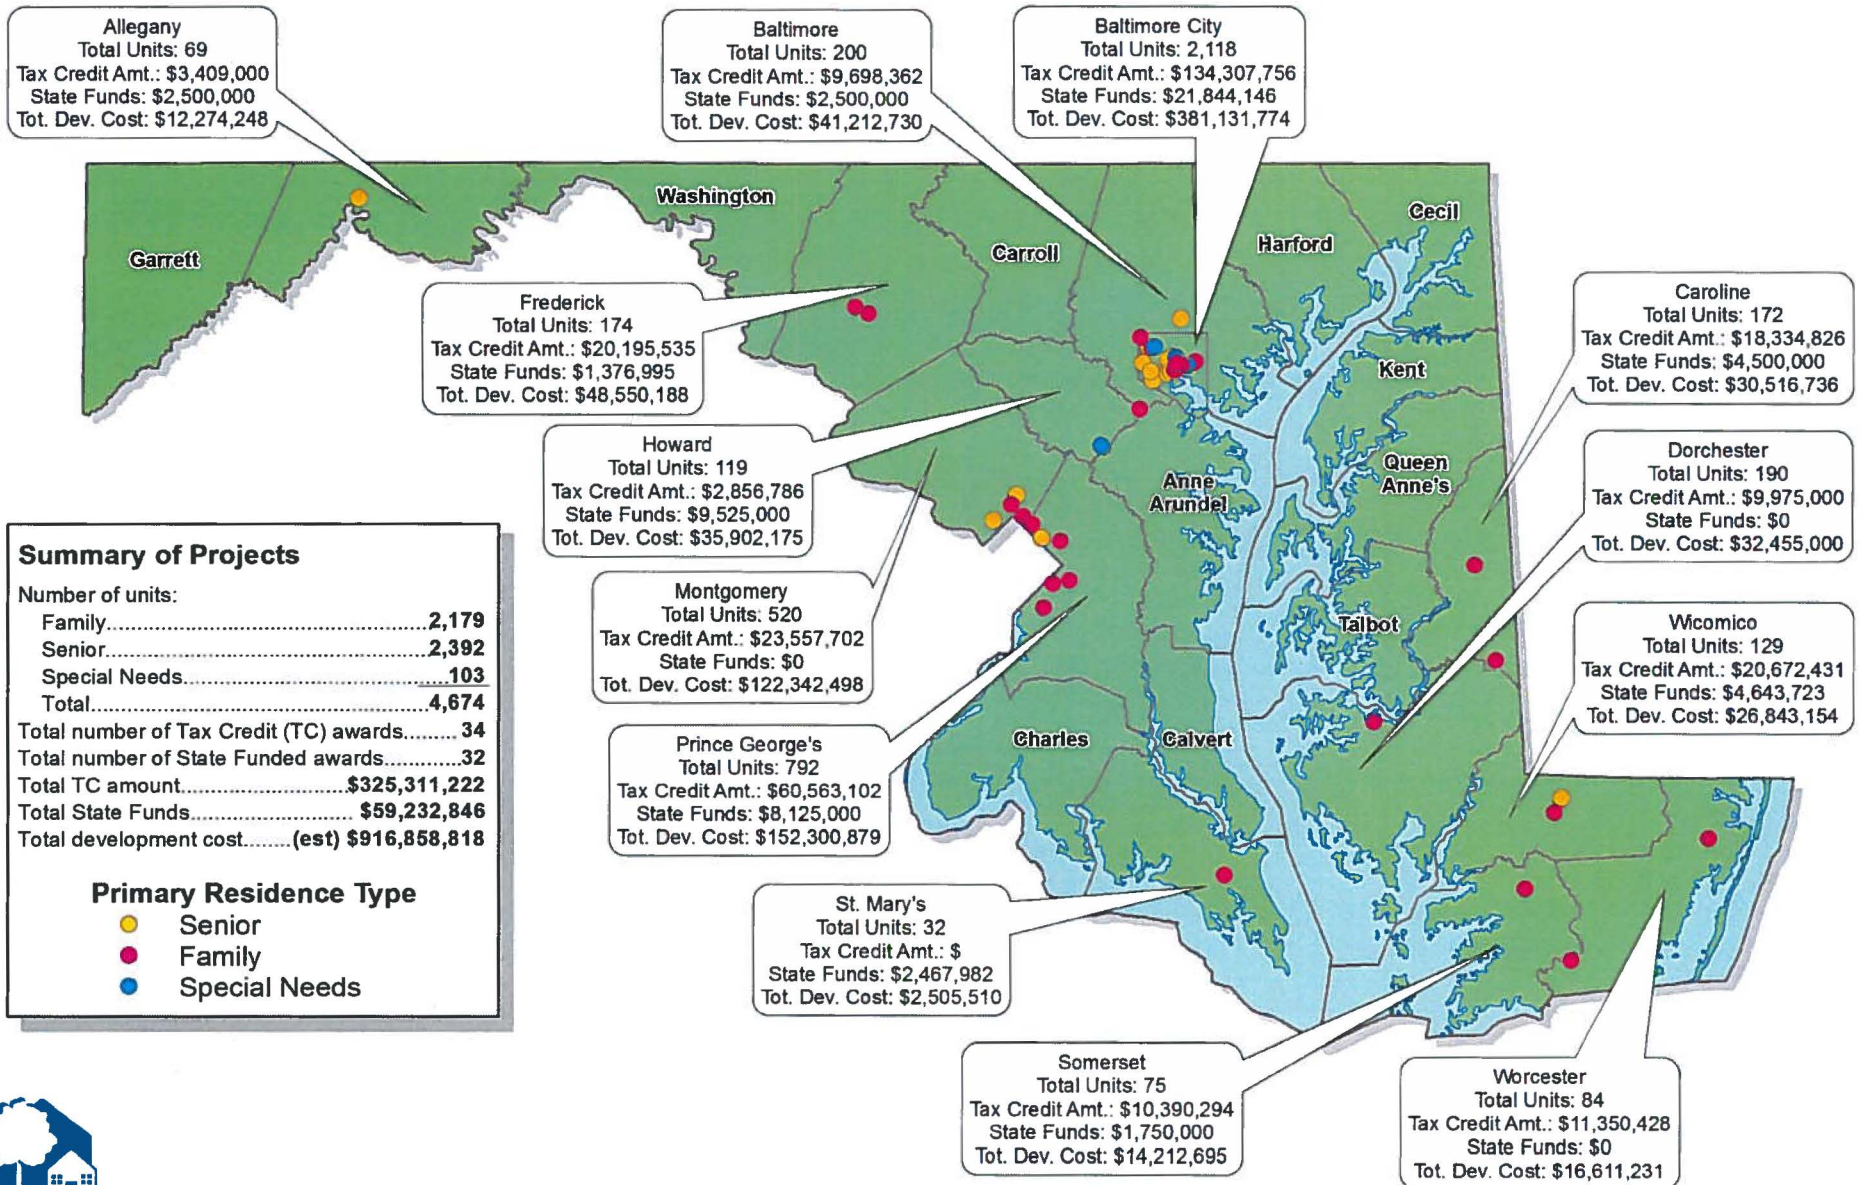 Allegany
Total Units: 69
Tax Credit Amt.: $3,409,000
State Funds: $2,500,000
Tot. Dev. Cost: $12,274,248
Baltimore
Total Units: 200
Tax Credit Amt.: $9,698,362
State Funds: $2,500,000
Tot. Dev. Cost: $41,212,730
Baltimore City
Total Units: 2,118
Tax Credit Amt.: $134,307,756
State Funds: $21,844,146
Tot. Dev. Cost: $381,131,774
Garrett
Washington
Carroll
Harford
Cecil
Kent
Queen
Anne's
Anne
Arundel
Talbot
Charles
Calvert
Frederick
Total Units: 174
Tax Credit Amt.: $20,195,535
State Funds: $1,376,995
Tot. Dev. Cost: $48,550,188
Caroline
Total Units: 172
Tax Credit Amt.: $18,334,826
State Funds: $4,500,000
Tot. Dev. Cost: $30,516,736
Howard
Total Units: 119
Tax Credit Amt.: $2,856,786
State Funds: $9,525,000
Tot. Dev. Cost: $35,902,175
Dorchester
Total Units: 190
Tax Credit Amt.: $9,975,000
State Funds: $0
Tot. Dev. Cost: $32,455,000
Montgomery
Total Units: 520
Tax Credit Amt.: $23,557,702
State Funds: $0
Tot. Dev. Cost: $122,342,498
Wicomico
Total Units: 129
Tax Credit Amt.: $20,672,431
State Funds: $4,643,723
Tot. Dev. Cost: $26,843,154
Prince George's
Total Units: 792
Tax Credit Amt.: $60,563,102
State Funds: $8,125,000
Tot. Dev. Cost: $152,300,879
St. Mary's
Total Units: 32
Tax Credit Amt.: $
State Funds: $2,467,982
Tot. Dev. Cost: $2,505,510
Somerset
Total Units: 75
Tax Credit Amt.: $10,390,294
State Funds: $1,750,000
Tot. Dev. Cost: $14,212,695
Worcester
Total Units: 84
Tax Credit Amt.: $11,350,428
State Funds: $0
Tot. Dev. Cost: $16,611,231
Summary of Projects
Number of units:
Family..........2,179
Senior..........2,392
Special Needs..........103
Total..........4,674
Total number of Tax Credit (TC) awards......... 34
Total number of State Funded awards............32
Total TC amount..........$325,311,222
Total State Funds.......... $59,232,846
Total development cost........(est) $916,858,818
Primary Residence Type
Senior
Family
Special Needs